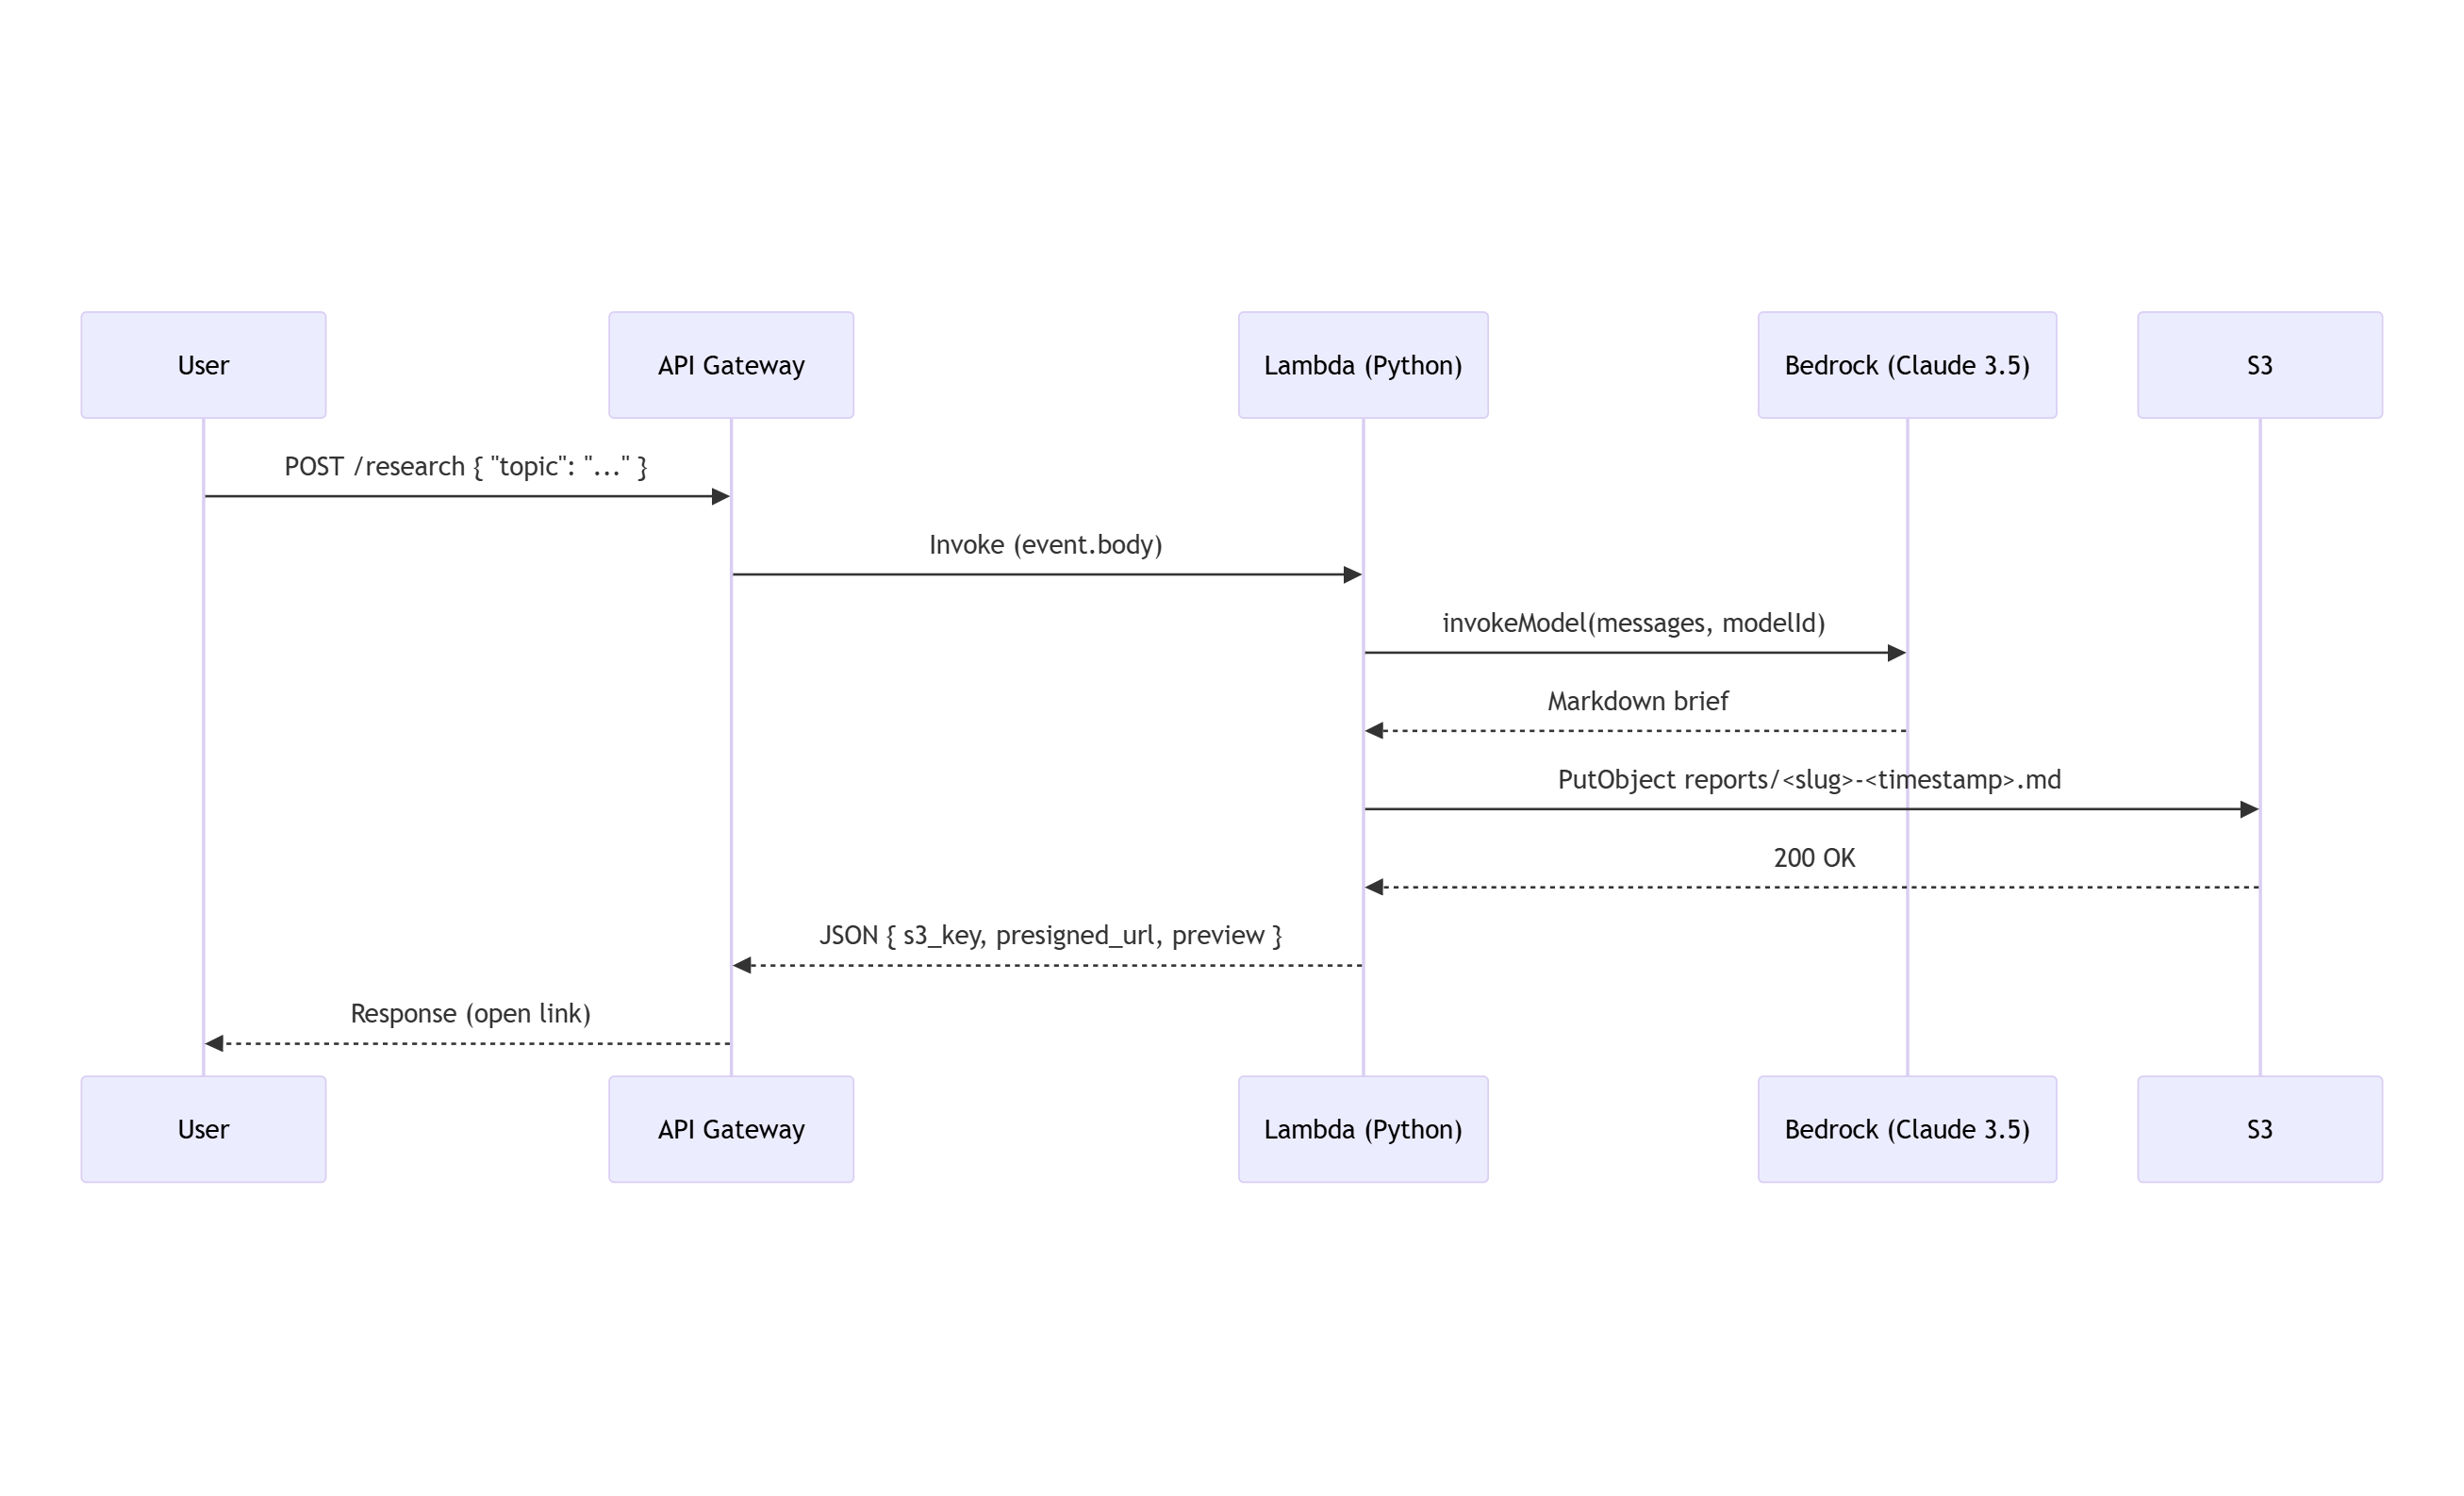 User
API Gateway
Lambda (Python)
Bedrock (Claude 3.5)
S3
POST /research { "topic": "..." }
Invoke (event.body)
invokeModel(messages, modelId)
Markdown brief
PutObject reports/<slug>-<timestamp>.md
200 OK
JSON { s3_key, presigned_url, preview }
Response (open link)
User
API Gateway
Lambda (Python)
Bedrock (Claude 3.5)
S3